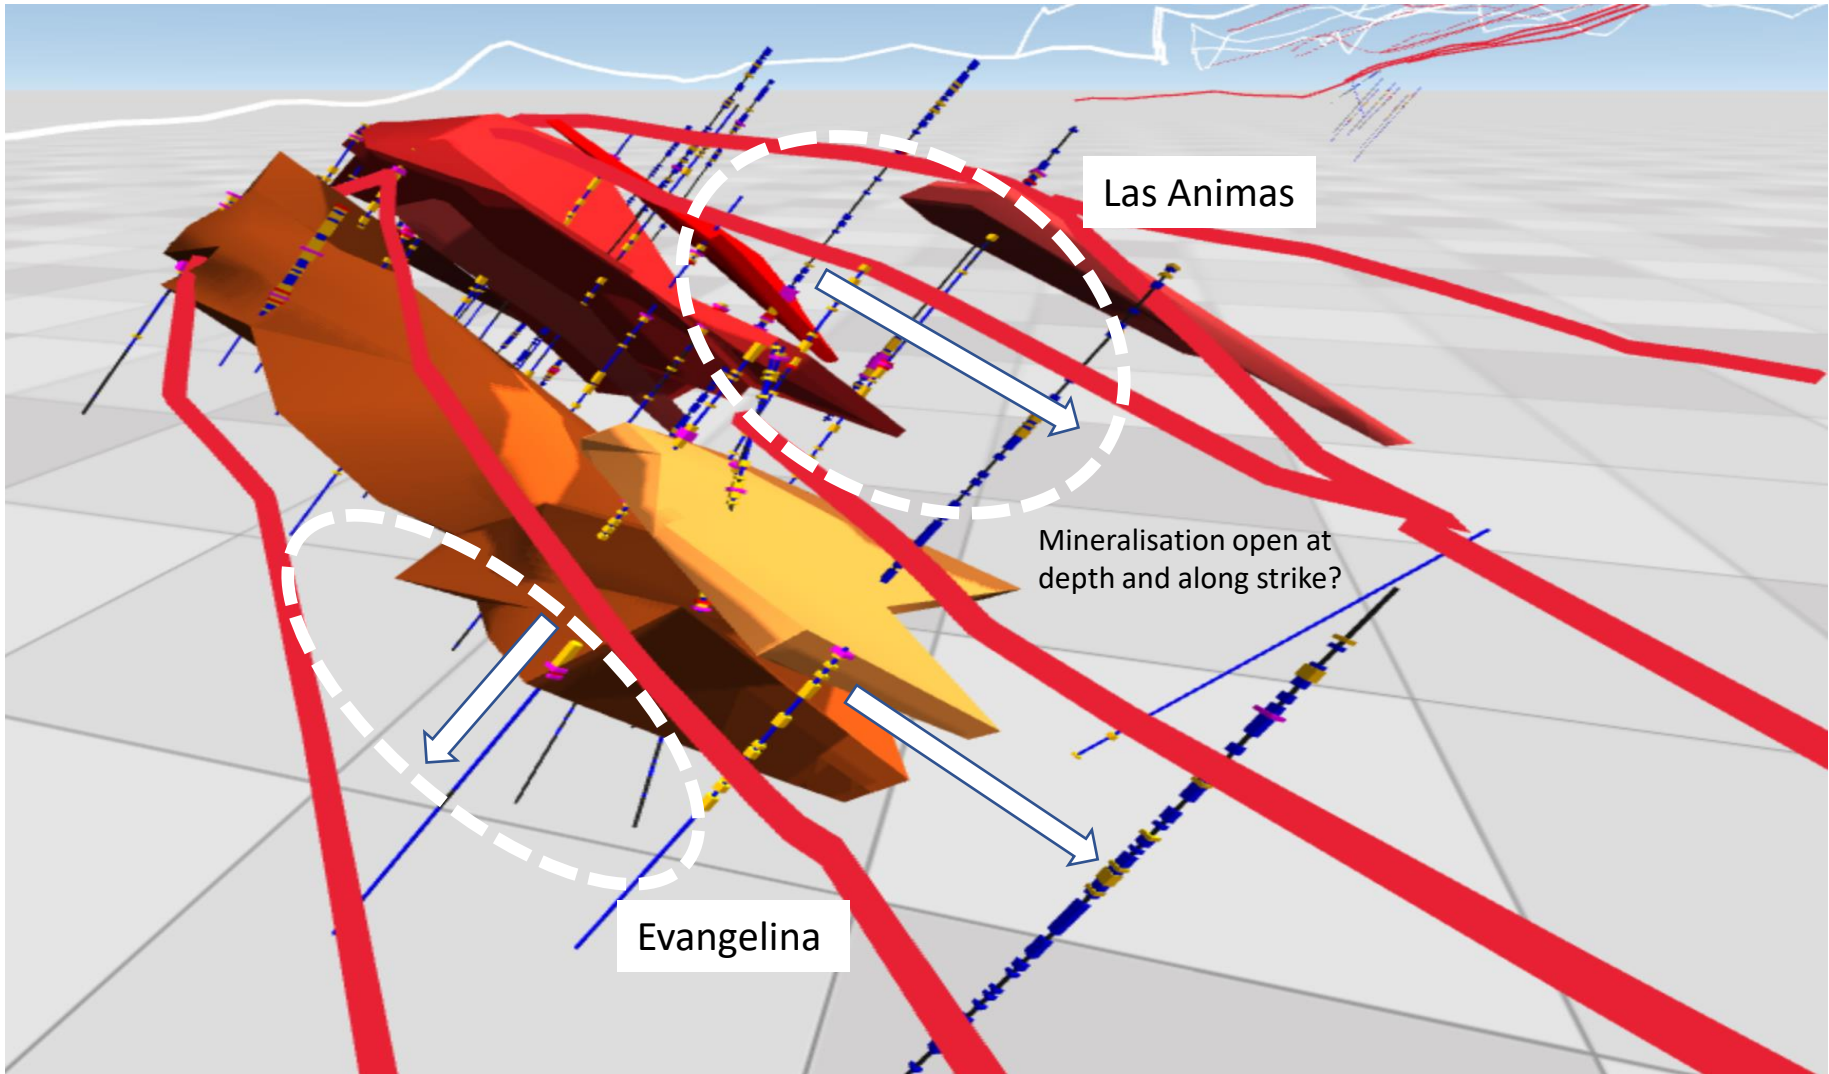 Las Animas
Mineralisation open at
depth and along strike?
Evangelina